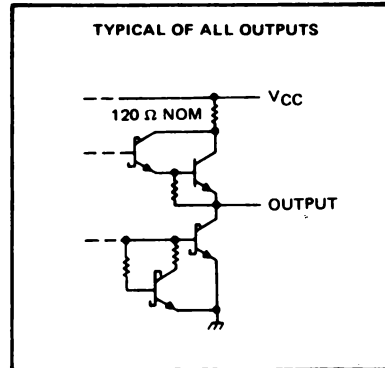 TYPICAL OF ALL OUTPUTS
VCC
120 Ω NOM
OUTPUT